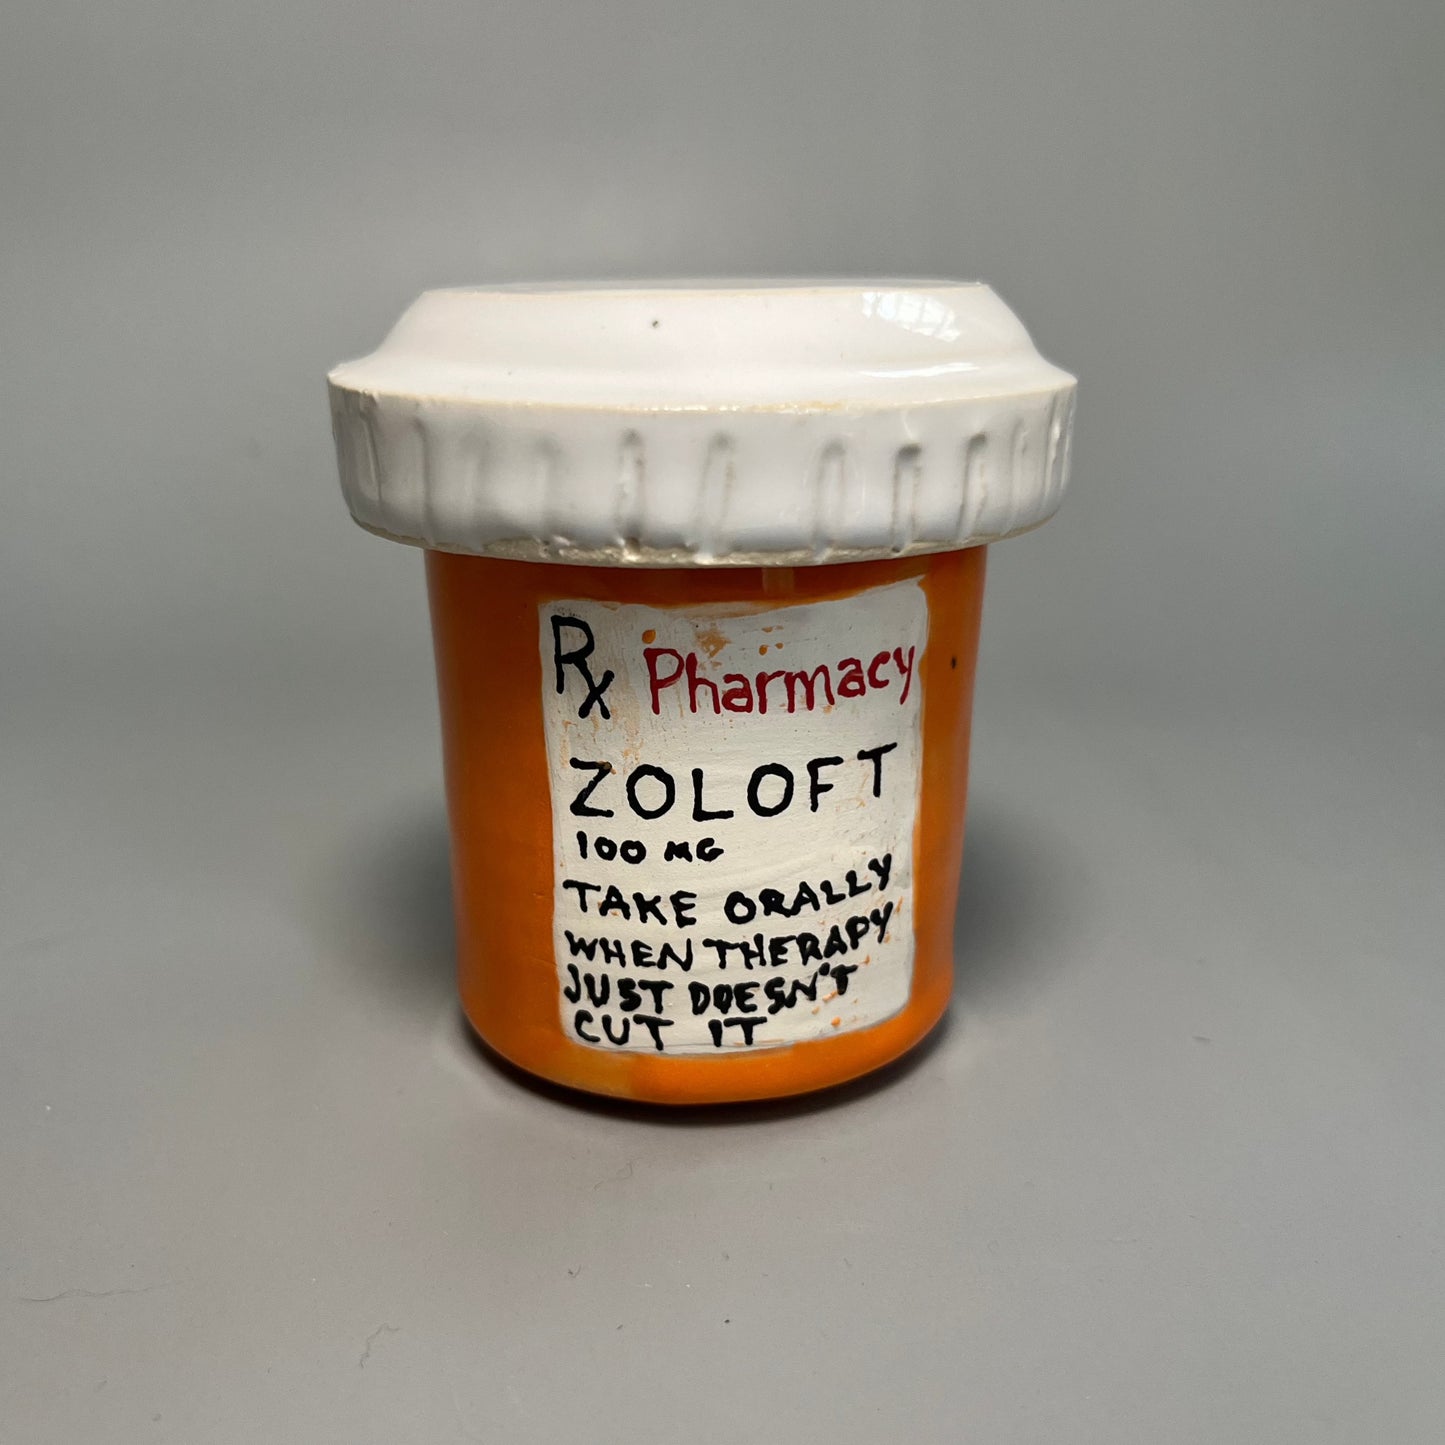 Rx Pharmacy
ZOLOFT
100 MG
TAKE ORALLY
WHEN THERAPY
JUST DOESN'T
CUT IT